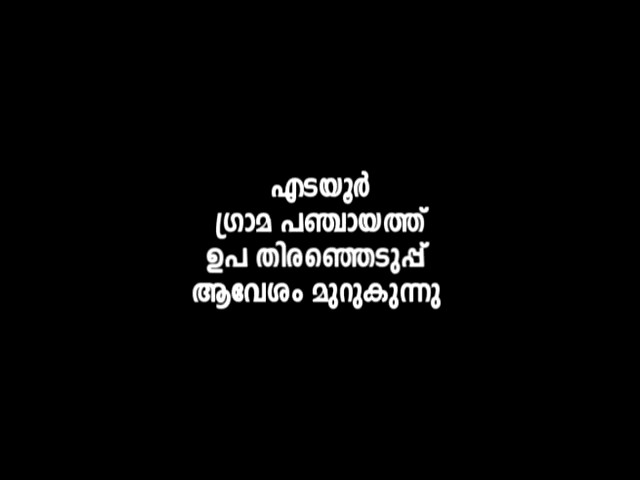 എടയൂർ
ഗ്രാമ പഞ്ചായത്ത്
ഉപ തിരഞ്ഞെടുപ്പ്
ആവേശം മുറുകുന്നു